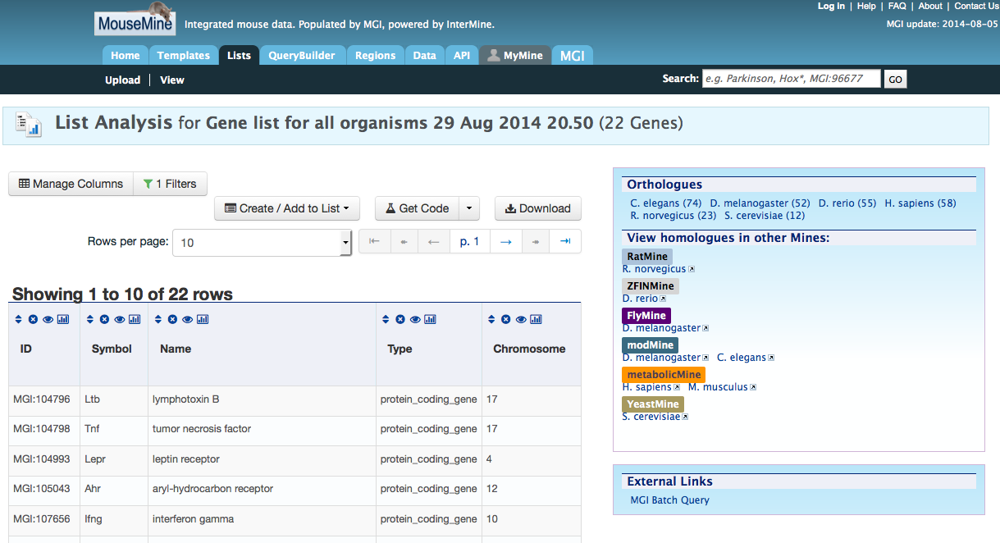 Log In | Help | FAQ | About | Contact Us
MouseMine Integrated mouse data. Populated by MGI, powered by InterMine.
MGI update: 2014-08-05
Home Templates Lists QueryBuilder Regions Data API MyMine MGI
Upload View
Search: e.g. Parkinson, Hox*, MGI:96677 GO
List Analysis for Gene list for all organisms 29 Aug 2014 20.50 (22 Genes)
Manage Columns 1 Filters
Create / Add to List Get Code Download
Rows per page: 10 p. 1
Showing 1 to 10 of 22 rows
ID Symbol Name Type Chromosome
MGI:104796 Ltb lymphotoxin B protein_coding_gene 17
MGI:104798 Tnf tumor necrosis factor protein_coding_gene 17
MGI:104993 Lepr leptin receptor protein_coding_gene 4
MGI:105043 Ahr aryl-hydrocarbon receptor protein_coding_gene 12
MGI:107656 Ifng interferon gamma protein_coding_gene 10
Orthologues
C. elegans (74) D. melanogaster (52) D. rerio (55) H. sapiens (58)
R. norvegicus (23) S. cerevisiae (12)
View homologues in other Mines:
RatMine
R. norvegicus
ZFINMine
D. rerio
FlyMine
D. melanogaster
modMine
D. melanogaster C. elegans
metabolicMine
H. sapiens M. musculus
YeastMine
S. cerevisiae
External Links
MGI Batch Query